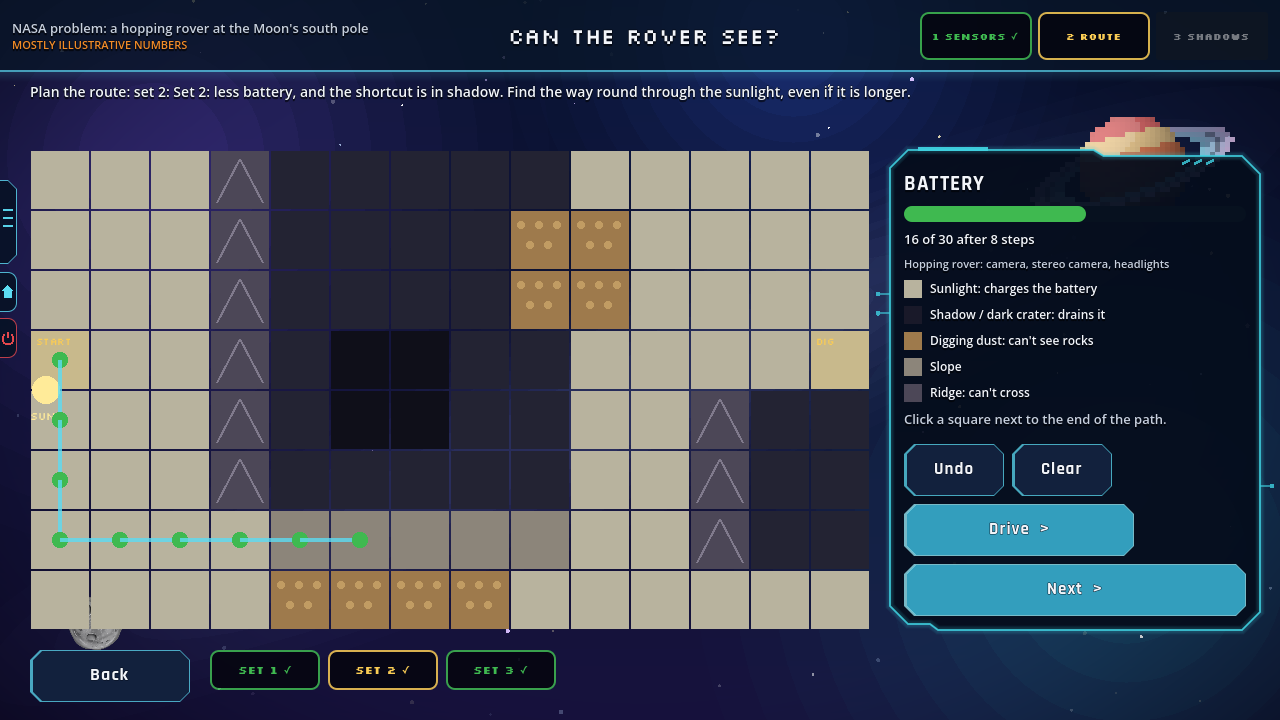 NASA problem: a hopping rover at the Moon's south pole
MOSTLY ILLUSTRATIVE NUMBERS
CAN THE ROVER SEE?
1 SENSORS ✓
2 ROUTE
3 SHADOWS
Plan the route: set 2: Set 2: less battery, and the shortcut is in shadow. Find the way round through the sunlight, even if it is longer.
START
SUN
DIG
BATTERY
16 of 30 after 8 steps
Hopping rover: camera, stereo camera, headlights
Sunlight: charges the battery
Shadow / dark crater: drains it
Digging dust: can't see rocks
Slope
Ridge: can't cross
Click a square next to the end of the path.
Undo
Clear
Drive >
Next >
Back
SET 1 ✓
SET 2 ✓
SET 3 ✓